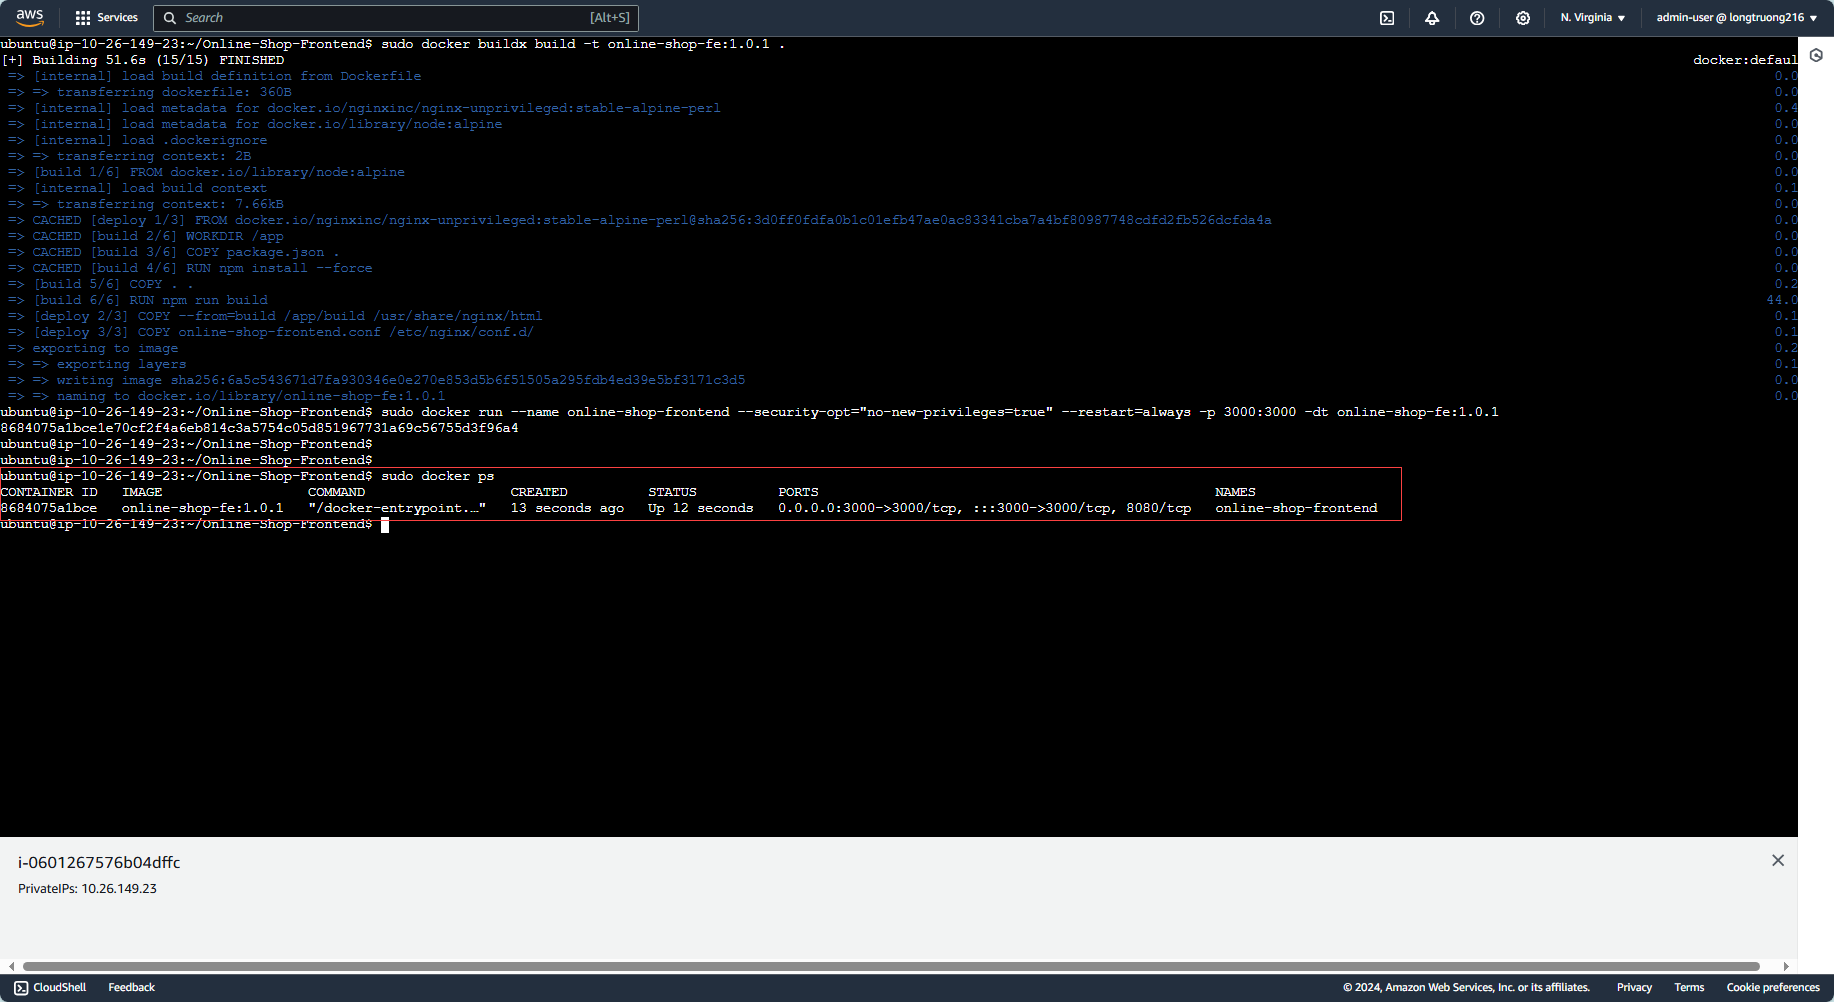 aws
Services
Search
[Alt+S]
N. Virginia
admin-user @ longtruong216
ubuntu@ip-10-26-149-23:~/Online-Shop-Frontend$ sudo docker buildx build -t online-shop-fe:1.0.1 .
[+] Building 51.6s (15/15) FINISHED docker:defaul
=> [internal] load build definition from Dockerfile 0.0
=> => transferring dockerfile: 360B 0.0
=> [internal] load metadata for docker.io/nginxinc/nginx-unprivileged:stable-alpine-perl 0.4
=> [internal] load metadata for docker.io/library/node:alpine 0.0
=> [internal] load .dockerignore 0.0
=> => transferring context: 2B 0.0
=> [build 1/6] FROM docker.io/library/node:alpine 0.0
=> [internal] load build context 0.1
=> => transferring context: 7.66kB 0.0
=> CACHED [deploy 1/3] FROM docker.io/nginxinc/nginx-unprivileged:stable-alpine-perl@sha256:3d0ff0fdfa0b1c01efb47ae0ac83341cba7a4bf80987748cdfd2fb526dcfda4a 0.0
=> CACHED [build 2/6] WORKDIR /app 0.0
=> CACHED [build 3/6] COPY package.json . 0.0
=> CACHED [build 4/6] RUN npm install --force 0.0
=> [build 5/6] COPY . . 0.2
=> [build 6/6] RUN npm run build 44.0
=> [deploy 2/3] COPY --from=build /app/build /usr/share/nginx/html 0.1
=> [deploy 3/3] COPY online-shop-frontend.conf /etc/nginx/conf.d/ 0.1
=> exporting to image 0.2
=> => exporting layers 0.1
=> => writing image sha256:6a5c543671d7fa930346e0e270e853d5b6f51505a295fdb4ed39e5bf3171c3d5 0.0
=> => naming to docker.io/library/online-shop-fe:1.0.1 0.0
ubuntu@ip-10-26-149-23:~/Online-Shop-Frontend$ sudo docker run --name online-shop-frontend --security-opt="no-new-privileges=true" --restart=always -p 3000:3000 -dt online-shop-fe:1.0.1
8684075a1bce1e70cf2f4a6eb814c3a5754c05d851967731a69c56755d3f96a4
ubuntu@ip-10-26-149-23:~/Online-Shop-Frontend$
ubuntu@ip-10-26-149-23:~/Online-Shop-Frontend$
ubuntu@ip-10-26-149-23:~/Online-Shop-Frontend$ sudo docker ps
CONTAINER ID IMAGE COMMAND CREATED STATUS PORTS NAMES
8684075a1bce online-shop-fe:1.0.1 "/docker-entrypoint.…" 13 seconds ago Up 12 seconds 0.0.0.0:3000->3000/tcp, :::3000->3000/tcp, 8080/tcp online-shop-frontend
ubuntu@ip-10-26-149-23:~/Online-Shop-Frontend$
i-0601267576b04dffc
PrivateIPs: 10.26.149.23
CloudShell
Feedback
© 2024, Amazon Web Services, Inc. or its affiliates.
Privacy
Terms
Cookie preferences